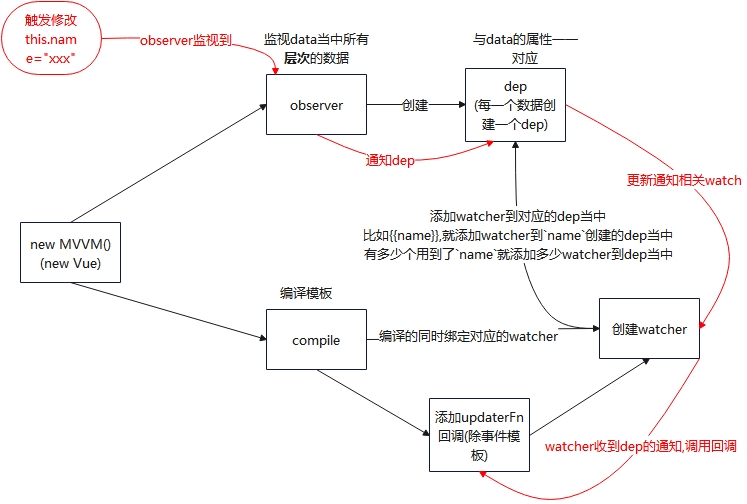 触发修改
this.nam
e="xxx"
observer监视到
监视data当中所有
层次的数据
与data的属性一一
对应
observer
创建
dep
(每一个数据创
建一个dep)
通知dep
更新通知相关watch
添加watcher到对应的dep当中
比如{{name}},就添加watcher到`name`创建的dep当中
有多少个用到了`name`就添加多少watcher到dep当中
new MVVM()
(new Vue)
编译模板
compile
编译的同时绑定对应的watcher
创建watcher
添加updaterFn
回调(除事件模
板)
watcher收到dep的通知,调用回调